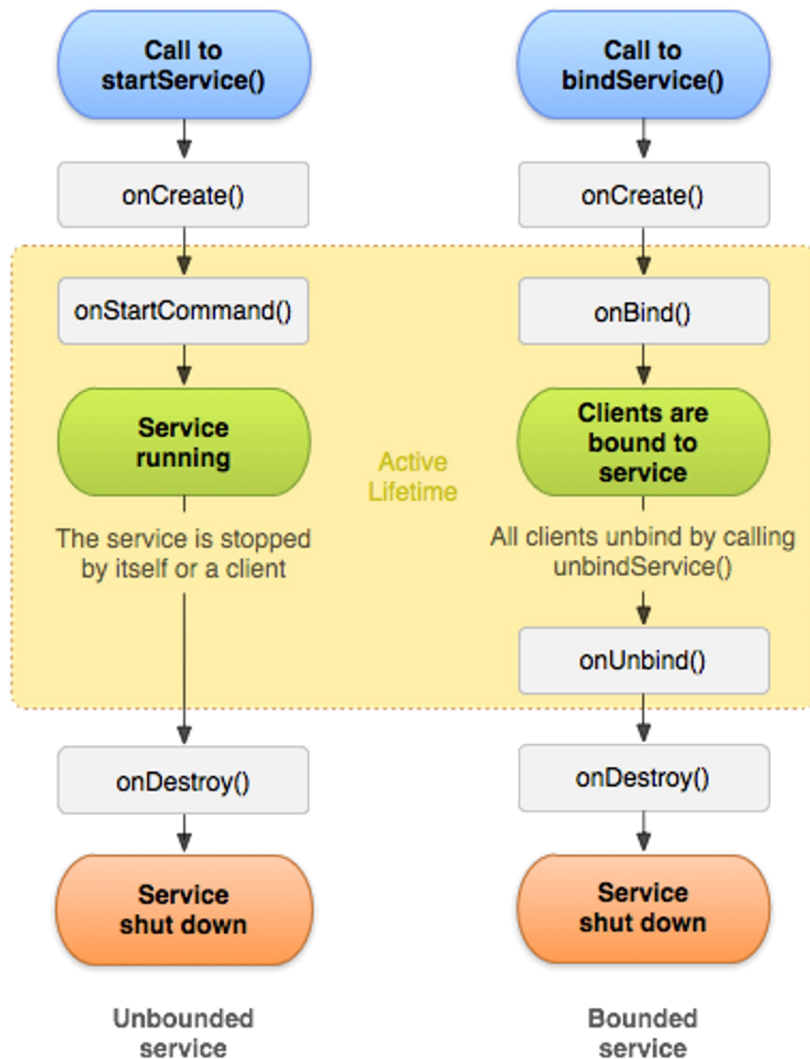 Call to
startService()
onCreate()
onStartCommand()
Service
running
The service is stopped
by itself or a client
onDestroy()
Service
shut down
Unbounded
service
Active
Lifetime
Call to
bindService()
onCreate()
onBind()
Clients are
bound to
service
All clients unbind by calling
unbindService()
onUnbind()
onDestroy()
Service
shut down
Bounded
service